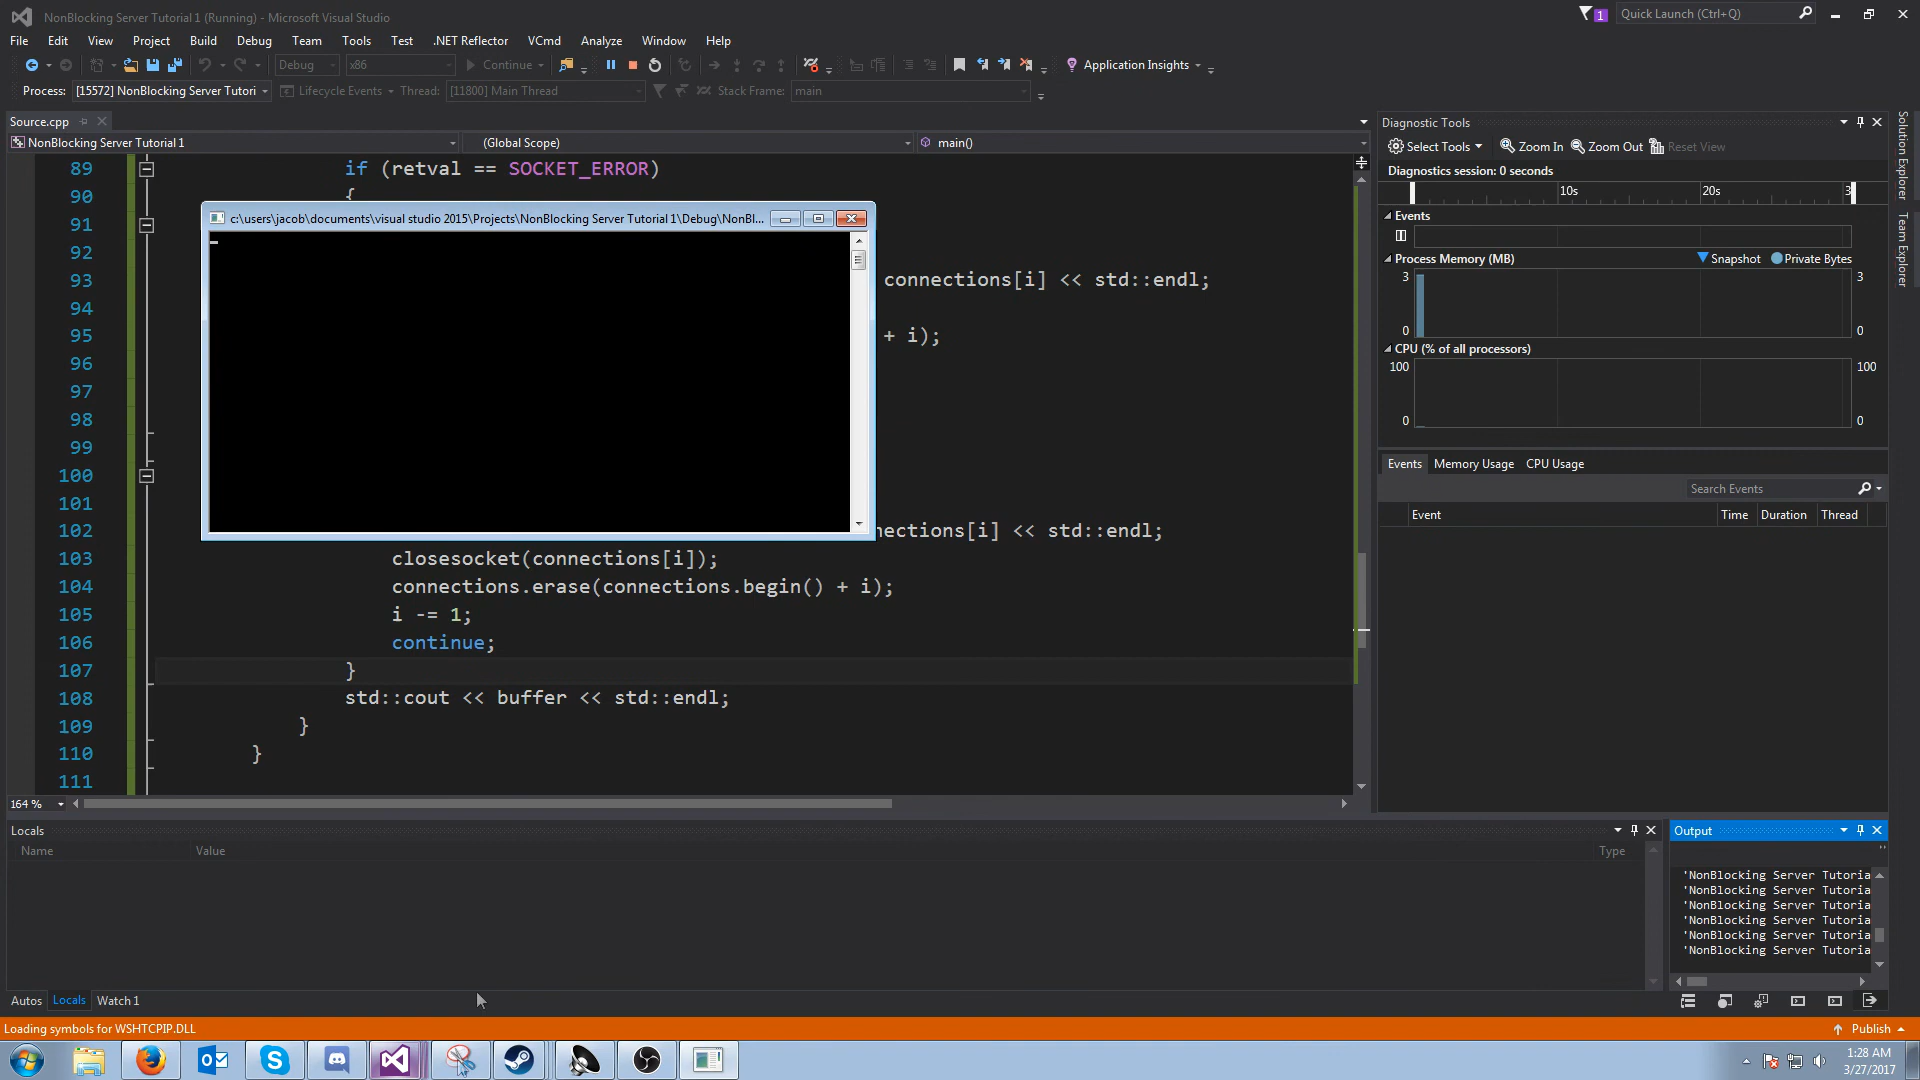 NonBlocking Server Tutorial 1 (Running) - Microsoft Visual Studio
1
Quick Launch (Ctrl+Q)
File Edit View Project Build Debug Team Tools Test .NET Reflector VCmd Analyze Window Help
Debug x86 Continue Application Insights
Process: [15572] NonBlocking Server Tutori Lifecycle Events Thread: [11800] Main Thread Stack Frame: main
Source.cpp
NonBlocking Server Tutorial 1 (Global Scope) main()
89 if (retval == SOCKET_ERROR)
90 {
91
c:\users\jacob\documents\visual studio 2015\Projects\NonBlocking Server Tutorial 1\Debug\NonBl...
92
93 connections[i] << std::endl;
94
95 + i);
96
97
98
99
100
101
102 nections[i] << std::endl;
103 closesocket(connections[i]);
104 connections.erase(connections.begin() + i);
105 i -= 1;
106 continue;
107 }
108 std::cout << buffer << std::endl;
109 }
110 }
111
164 %
Diagnostic Tools
Select Tools Zoom In Zoom Out Reset View
Diagnostics session: 0 seconds
10s 20s 3
Events
Process Memory (MB) Snapshot Private Bytes
3 3
0 0
CPU (% of all processors)
100 100
0 0
Events Memory Usage CPU Usage
Search Events
Event Time Duration Thread
Solution Explorer
Team Explorer
Locals
Name Value Type
Autos Locals Watch 1
Output
'NonBlocking Server Tutoria
'NonBlocking Server Tutoria
'NonBlocking Server Tutoria
'NonBlocking Server Tutoria
'NonBlocking Server Tutoria
'NonBlocking Server Tutoria
Loading symbols for WSHTCPIP.DLL
Publish
1:28 AM
3/27/2017